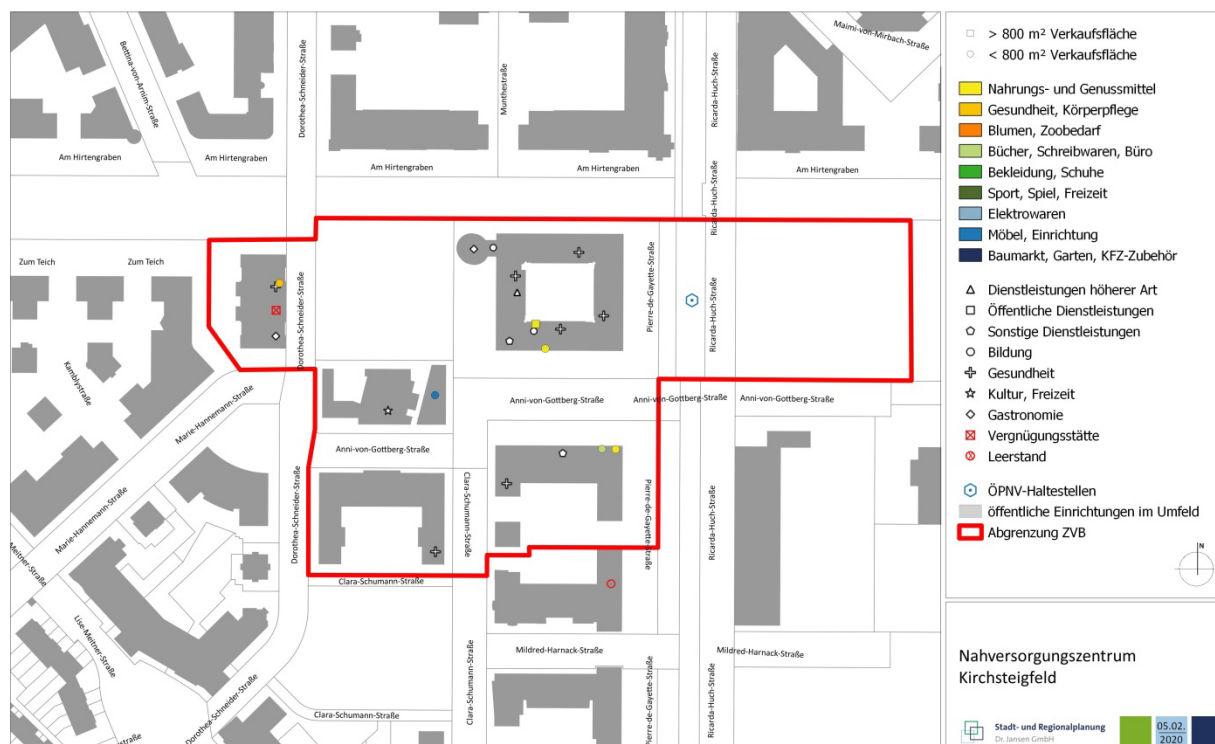 Bettina-von-Arnim-Straße
Dorothea-Schneider-Straße
Munthestraße
Ricarda-Huch-Straße
Maimi-von-Mirbach-Straße
Am Hirtengraben
Am Hirtengraben
Am Hirtengraben
Am Hirtengraben
Am Hirtengraben
Ricarda-Huch-Straße
Zum Teich
Zum Teich
Dorothea-Schneider-Straße
Pierre-de-Gayette-Straße
Ricarda-Huch-Straße
Kamblystraße
Marie-Hannemann-Straße
Anni-von-Gottberg-Straße
Anni-von-Gottberg-Straße
Anni-von-Gottberg-Straße
Anni-von-Gottberg-Straße
Marie-Hannemann-Straße
Dorothea-Schneider-Straße
Clara-Schumann-Straße
Pierre-de-Gayette-Straße
Ricarda-Huch-Straße
Meitner-Straße
Clara-Schumann-Straße
Lise-Meitner-Straße
Mildred-Harnack-Straße
Mildred-Harnack-Straße
Dorothea-Schneider-Straße
Clara-Schumann-Straße
Clara-Schumann-Straße
Pierre-de-Gayette-Straße
Ricarda-Huch-Straße
> 800 m² Verkaufsfläche
< 800 m² Verkaufsfläche
Nahrungs- und Genussmittel
Gesundheit, Körperpflege
Blumen, Zoobedarf
Bücher, Schreibwaren, Büro
Bekleidung, Schuhe
Sport, Spiel, Freizeit
Elektrowaren
Möbel, Einrichtung
Baumarkt, Garten, KFZ-Zubehör
Dienstleistungen höherer Art
Öffentliche Dienstleistungen
Sonstige Dienstleistungen
Bildung
Gesundheit
Kultur, Freizeit
Gastronomie
Vergnügungsstätte
Leerstand
ÖPNV-Haltestellen
öffentliche Einrichtungen im Umfeld
Abgrenzung ZVB
N
Nahversorgungszentrum
Kirchsteigfeld
Stadt- und Regionalplanung
Dr. Jansen GmbH
05.02.
2020